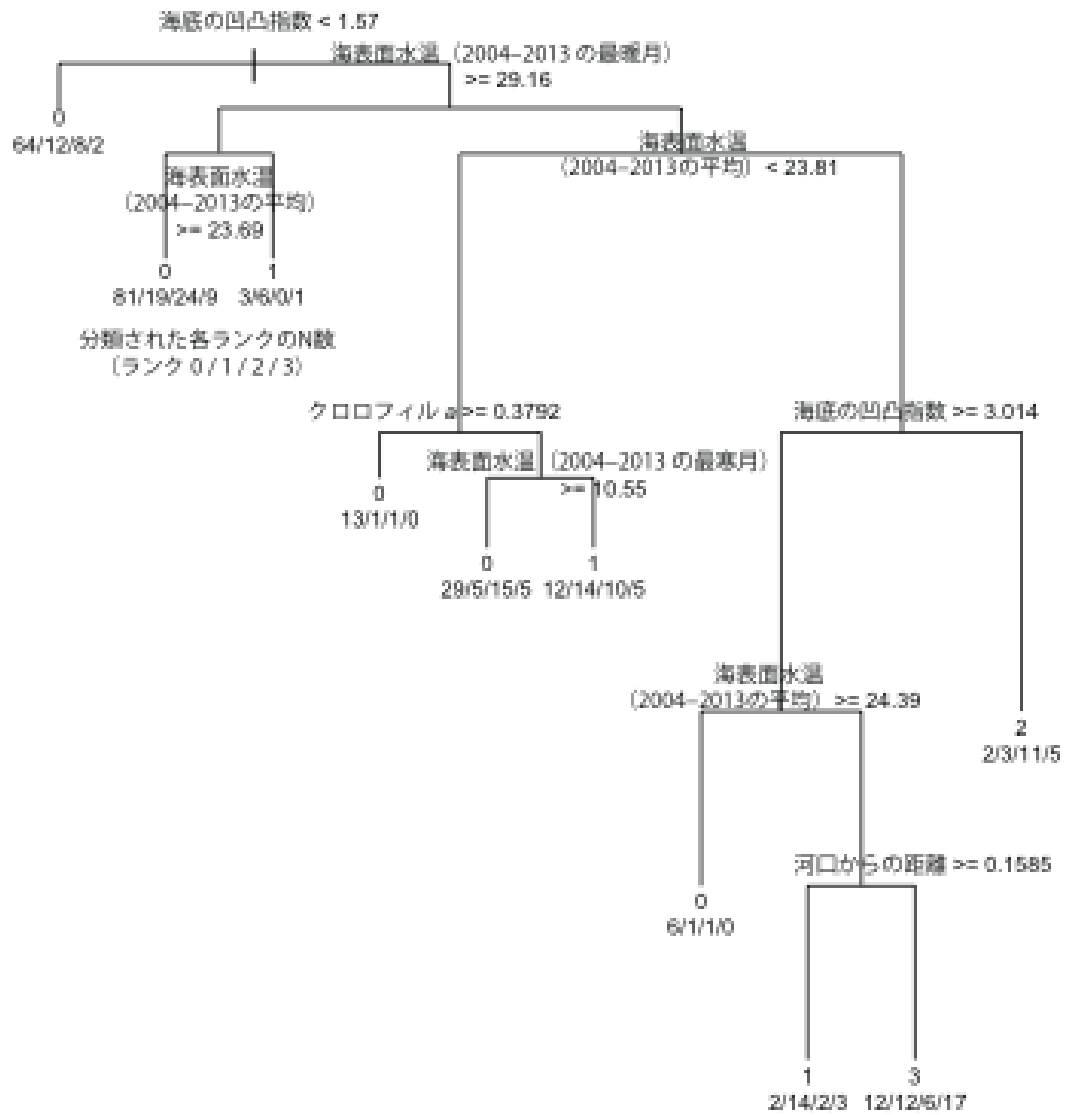 海底の凹凸指数 < 1.57
海表面水温（2004–2013 の最暖月）
>= 29.16
0
64/12/8/2
海表面水温
（2004–2013の平均）< 23.81
海表面水温
（2004–2013の平均）
>= 23.69
0
81/19/24/9
1
3/6/0/1
分類された各ランクのN数
（ランク 0 / 1 / 2 / 3）
クロロフィル a >= 0.3792
海底の凹凸指数 >= 3.014
海表面水温（2004–2013 の最寒月）
>= 10.55
0
13/1/1/0
0
29/5/15/5
1
12/14/10/5
海表面水温
（2004–2013の平均）>= 24.39
2
2/3/11/5
河口からの距離 >= 0.1585
0
6/1/1/0
1
2/14/2/3
3
12/12/6/17